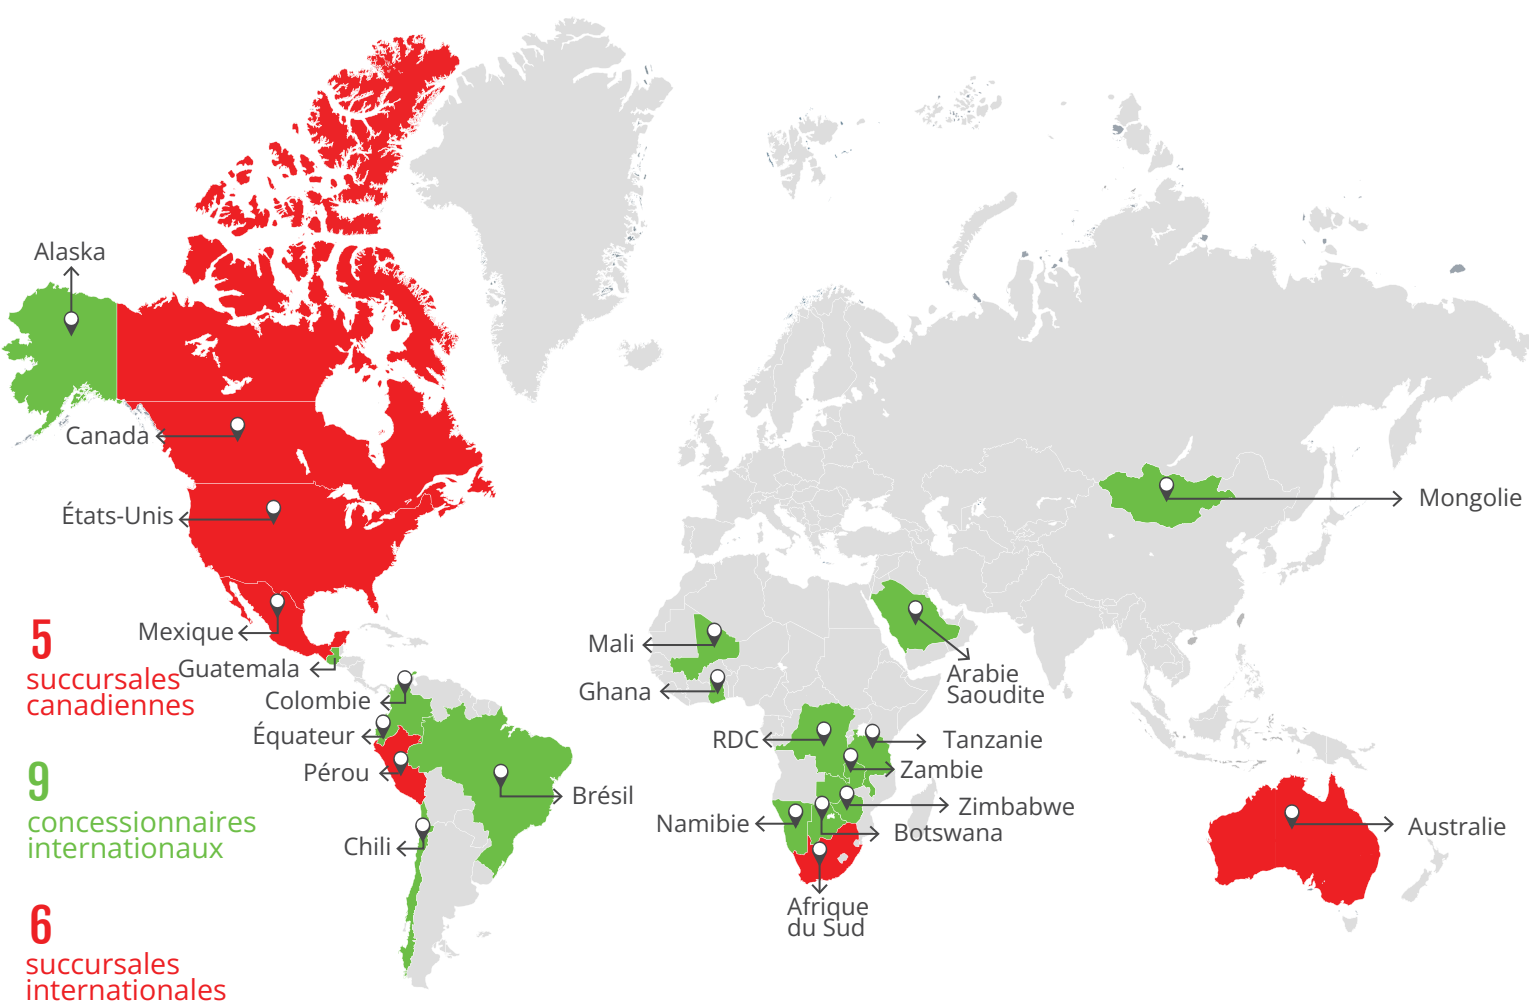 Alaska
Canada
États-Unis
Mexique
Guatemala
Colombie
Équateur
Pérou
Brésil
Chili
5
succursales
canadiennes
9
concessionnaires
internationaux
6
succursales
internationales
Mali
Ghana
RDC
Namibie
Afrique
du Sud
Arabie
Saoudite
Tanzanie
Zambie
Zimbabwe
Botswana
Mongolie
Australie